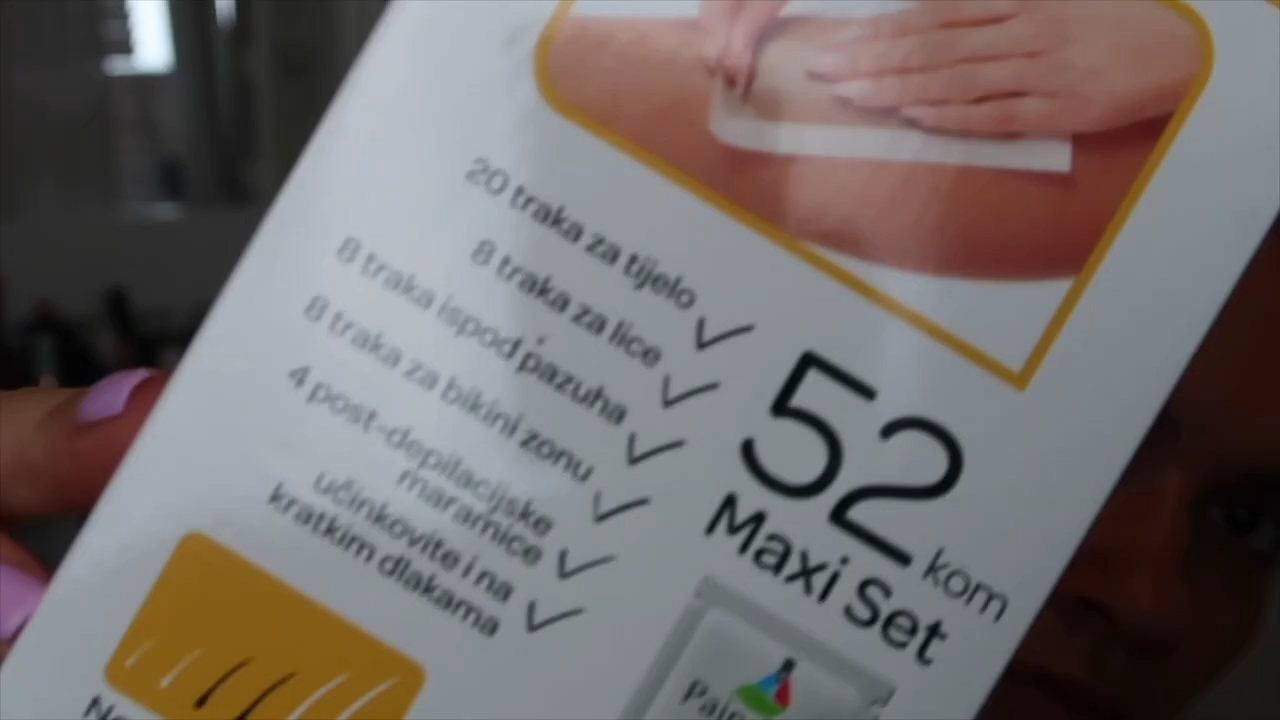 20 traka za tijelo
8 traka za lice
8 traka ispod pazuha
8 traka za bikini zonu
4 post-depilacijske
maramice
učinkovite i na
kratkim dlakama
52 kom
Maxi Set